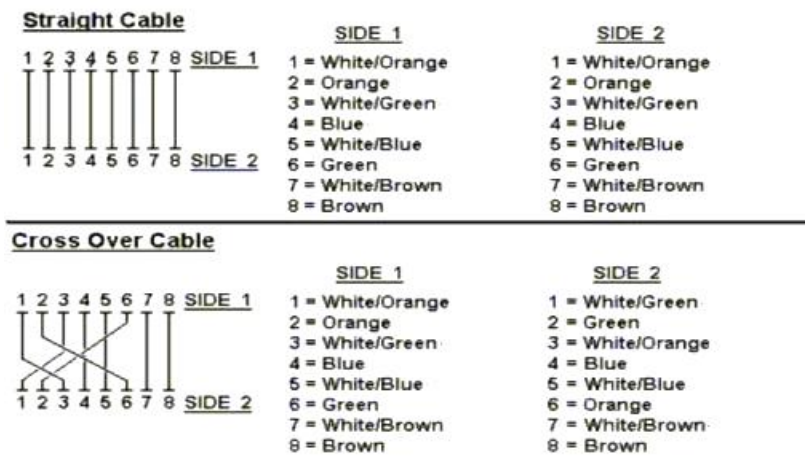 Straight Cable
1 2 3 4 5 6 7 8 SIDE 1
1 2 3 4 5 6 7 8 SIDE 2
SIDE 1
1 = White/Orange
2 = Orange
3 = White/Green
4 = Blue
5 = White/Blue
6 = Green
7 = White/Brown
8 = Brown
SIDE 2
1 = White/Orange
2 = Orange
3 = White/Green
4 = Blue
5 = White/Blue
6 = Green
7 = White/Brown
8 = Brown
Cross Over Cable
1 2 3 4 5 6 7 8 SIDE 1
1 2 3 4 5 6 7 8 SIDE 2
SIDE 1
1 = White/Orange
2 = Orange
3 = White/Green
4 = Blue
5 = White/Blue
6 = Green
7 = White/Brown
8 = Brown
SIDE 2
1 = White/Green
2 = Green
3 = White/Orange
4 = Blue
5 = White/Blue
6 = Orange
7 = White/Brown
8 = Brown